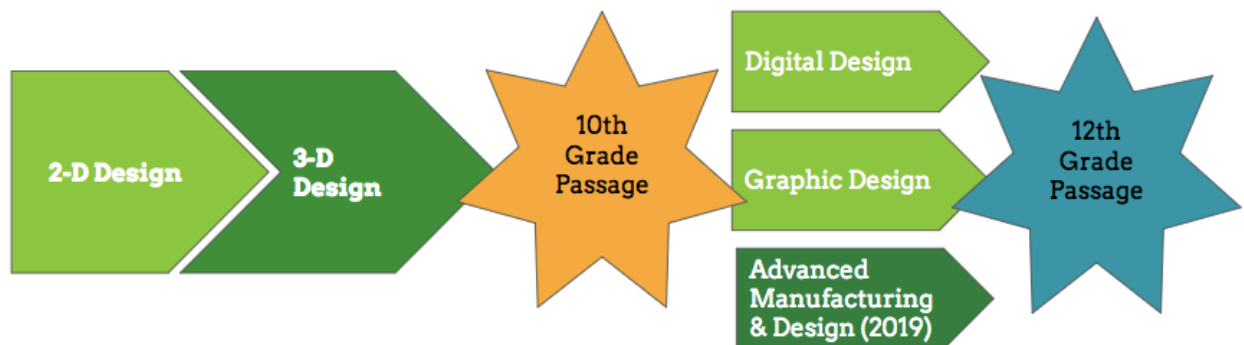 2-D Design
3-D
Design
10th
Grade
Passage
Digital Design
Graphic Design
Advanced
Manufacturing
& Design (2019)
12th
Grade
Passage